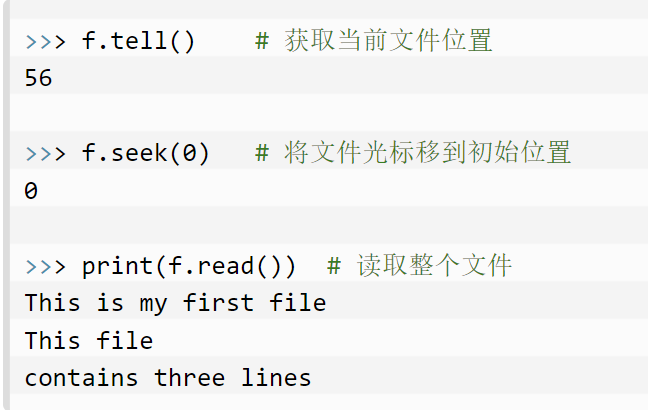 >>> f.tell()    # 获取当前文件位置
56
>>> f.seek(0)   # 将文件光标移到初始位置
0
>>> print(f.read())  # 读取整个文件
This is my first file
This file
contains three lines